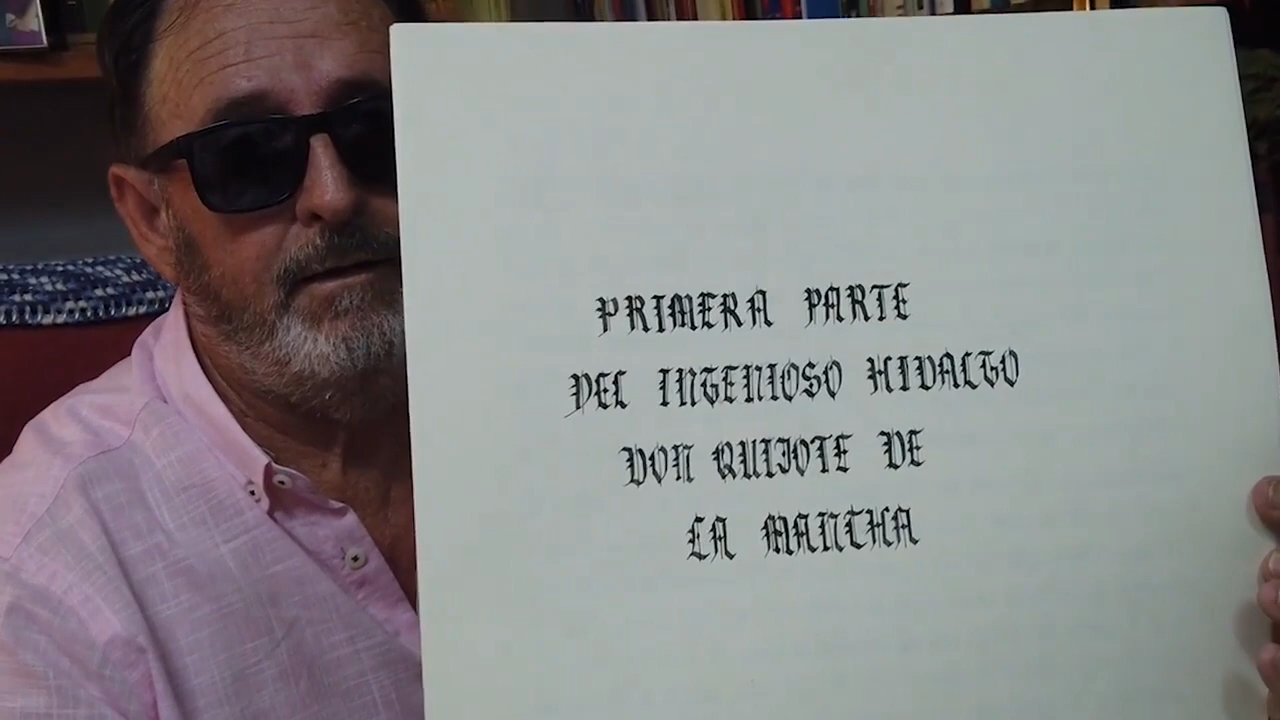 PRIMERA PARTE
DEL INGENIOSO HIDALGO
DON QUIJOTE DE
LA MANCHA